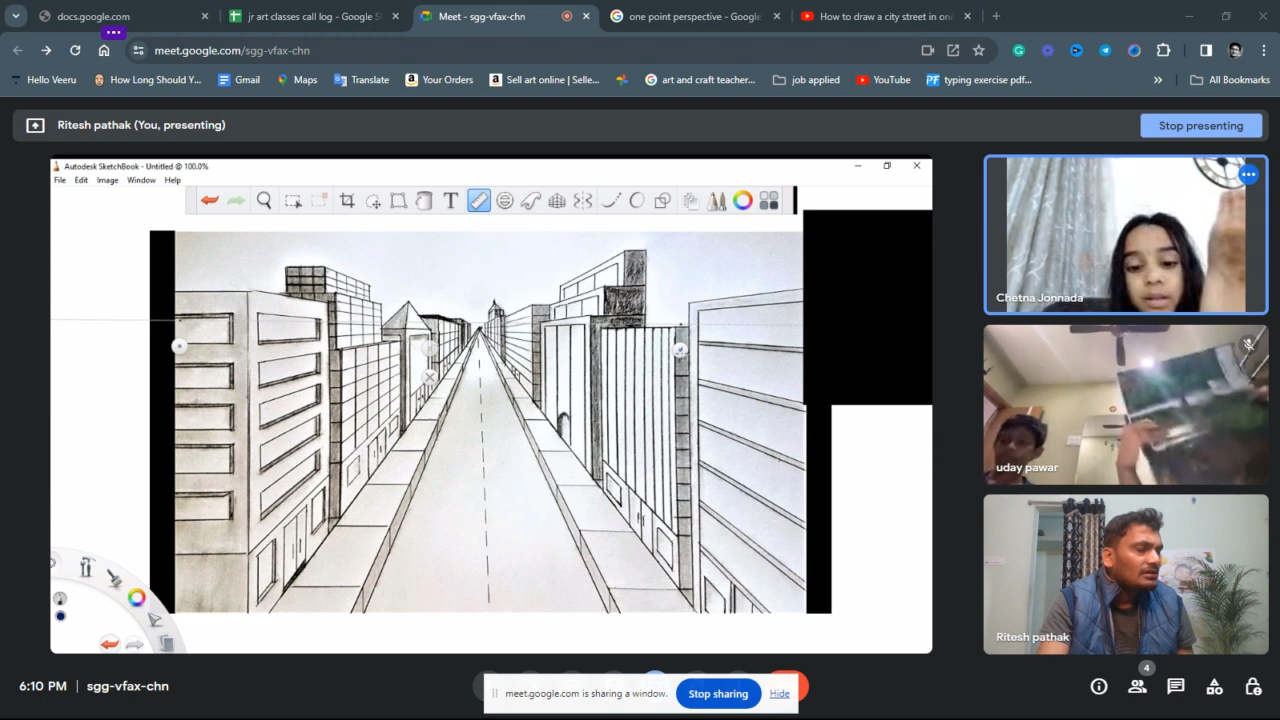 docs.google.com
jr art classes call log - Google S
Meet - sgg-vfax-chn
one point perspective - Google
How to draw a city street in one
meet.google.com/sgg-vfax-chn
Hello Veeru
How Long Should Y...
Gmail
Maps
Translate
Your Orders
Sell art online | Selle...
art and craft teacher...
job applied
YouTube
typing exercise pdf...
All Bookmarks
Ritesh pathak (You, presenting)
Stop presenting
Autodesk SketchBook - Untitled @ 100.0%
File Edit Image Window Help
T
Chetna Jonnada
uday pawar
Ritesh pathak
4
6:10 PM | sgg-vfax-chn
meet.google.com is sharing a window.
Stop sharing
Hide